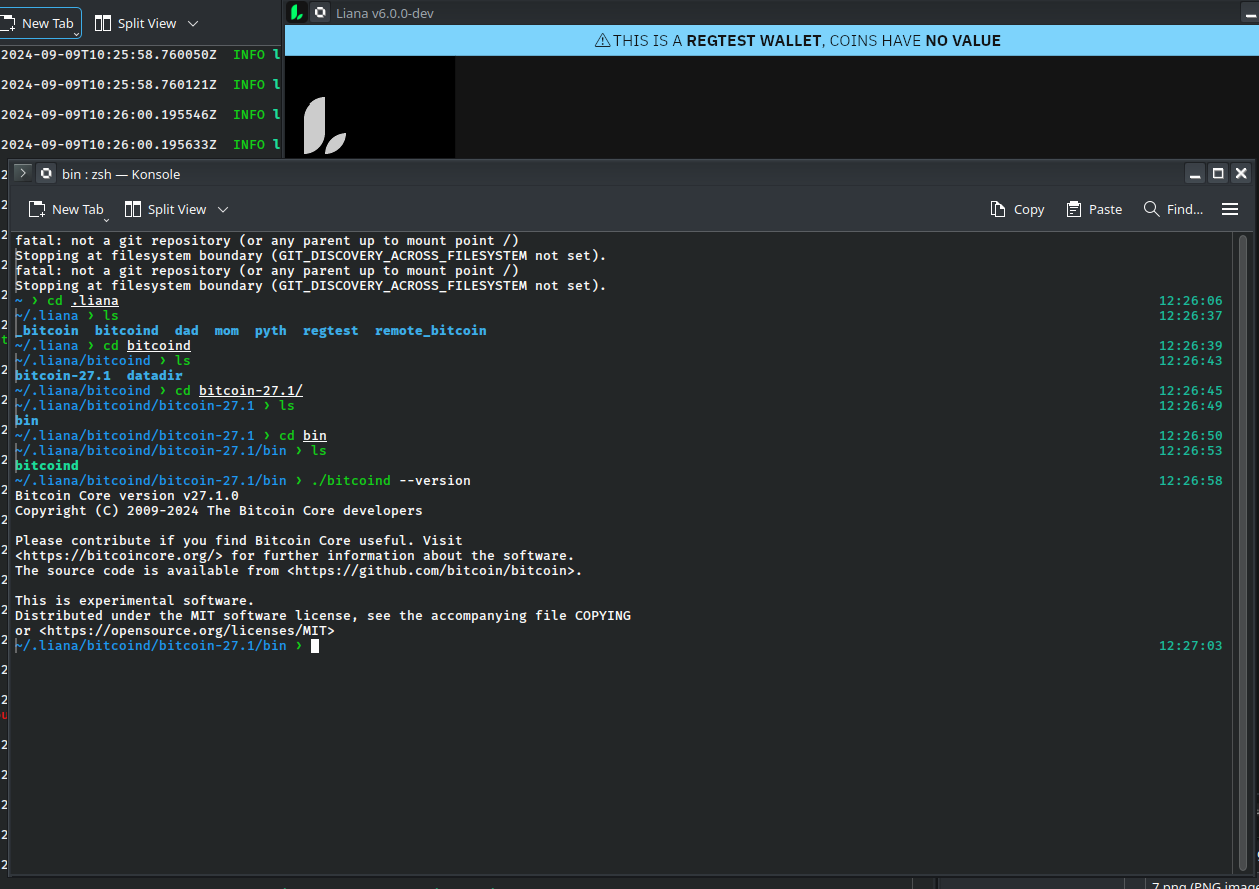 New Tab Split View
Liana v6.0.0-dev
THIS IS A REGTEST WALLET, COINS HAVE NO VALUE
2024-09-09T10:25:58.760050Z INFO l
2024-09-09T10:25:58.760121Z INFO l
2024-09-09T10:26:00.195546Z INFO l
2024-09-09T10:26:00.195633Z INFO l
bin : zsh — Konsole
New Tab Split View Copy Paste Find...
fatal: not a git repository (or any parent up to mount point /)
Stopping at filesystem boundary (GIT_DISCOVERY_ACROSS_FILESYSTEM not set).
fatal: not a git repository (or any parent up to mount point /)
Stopping at filesystem boundary (GIT_DISCOVERY_ACROSS_FILESYSTEM not set).
~ › cd .liana 12:26:06
~/.liana › ls 12:26:37
_bitcoin bitcoind dad mom pyth regtest remote_bitcoin
~/.liana › cd bitcoind 12:26:39
~/.liana/bitcoind › ls 12:26:43
bitcoin-27.1 datadir
~/.liana/bitcoind › cd bitcoin-27.1/ 12:26:45
~/.liana/bitcoind/bitcoin-27.1 › ls 12:26:49
bin
~/.liana/bitcoind/bitcoin-27.1 › cd bin 12:26:50
~/.liana/bitcoind/bitcoin-27.1/bin › ls 12:26:53
bitcoind
~/.liana/bitcoind/bitcoin-27.1/bin › ./bitcoind --version 12:26:58
Bitcoin Core version v27.1.0
Copyright (C) 2009-2024 The Bitcoin Core developers
Please contribute if you find Bitcoin Core useful. Visit
<https://bitcoincore.org/> for further information about the software.
The source code is available from <https://github.com/bitcoin/bitcoin>.
This is experimental software.
Distributed under the MIT software license, see the accompanying file COPYING
or <https://opensource.org/licenses/MIT>
~/.liana/bitcoind/bitcoin-27.1/bin › 12:27:03
7.png (PNG imag